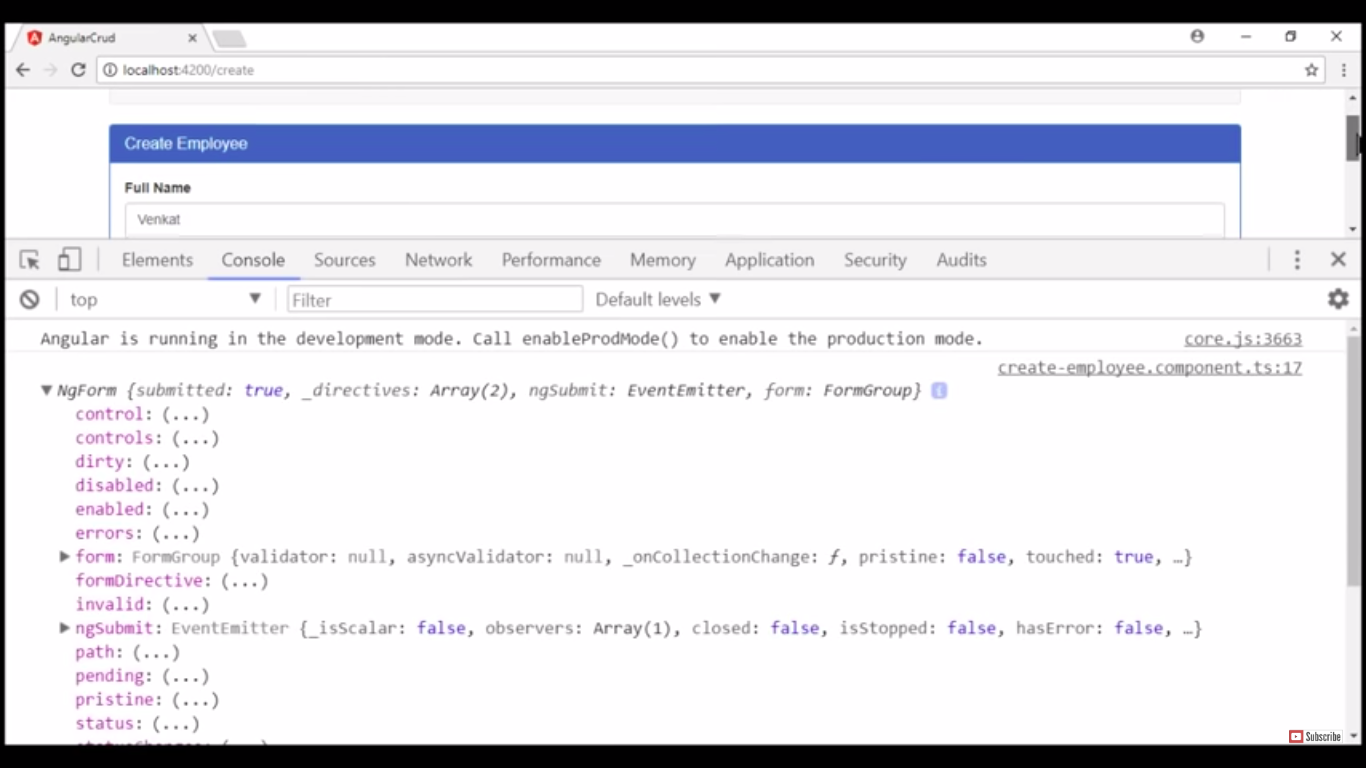 AngularCrud
localhost:4200/create
Create Employee
Full Name
Venkat
Elements Console Sources Network Performance Memory Application Security Audits
top Filter Default levels
Angular is running in the development mode. Call enableProdMode() to enable the production mode. core.js:3663
create-employee.component.ts:17
NgForm {submitted: true, _directives: Array(2), ngSubmit: EventEmitter, form: FormGroup} i
control: (...)
controls: (...)
dirty: (...)
disabled: (...)
enabled: (...)
errors: (...)
form: FormGroup {validator: null, asyncValidator: null, _onCollectionChange: ƒ, pristine: false, touched: true, …}
formDirective: (...)
invalid: (...)
ngSubmit: EventEmitter {_isScalar: false, observers: Array(1), closed: false, isStopped: false, hasError: false, …}
path: (...)
pending: (...)
pristine: (...)
status: (...)
Subscribe